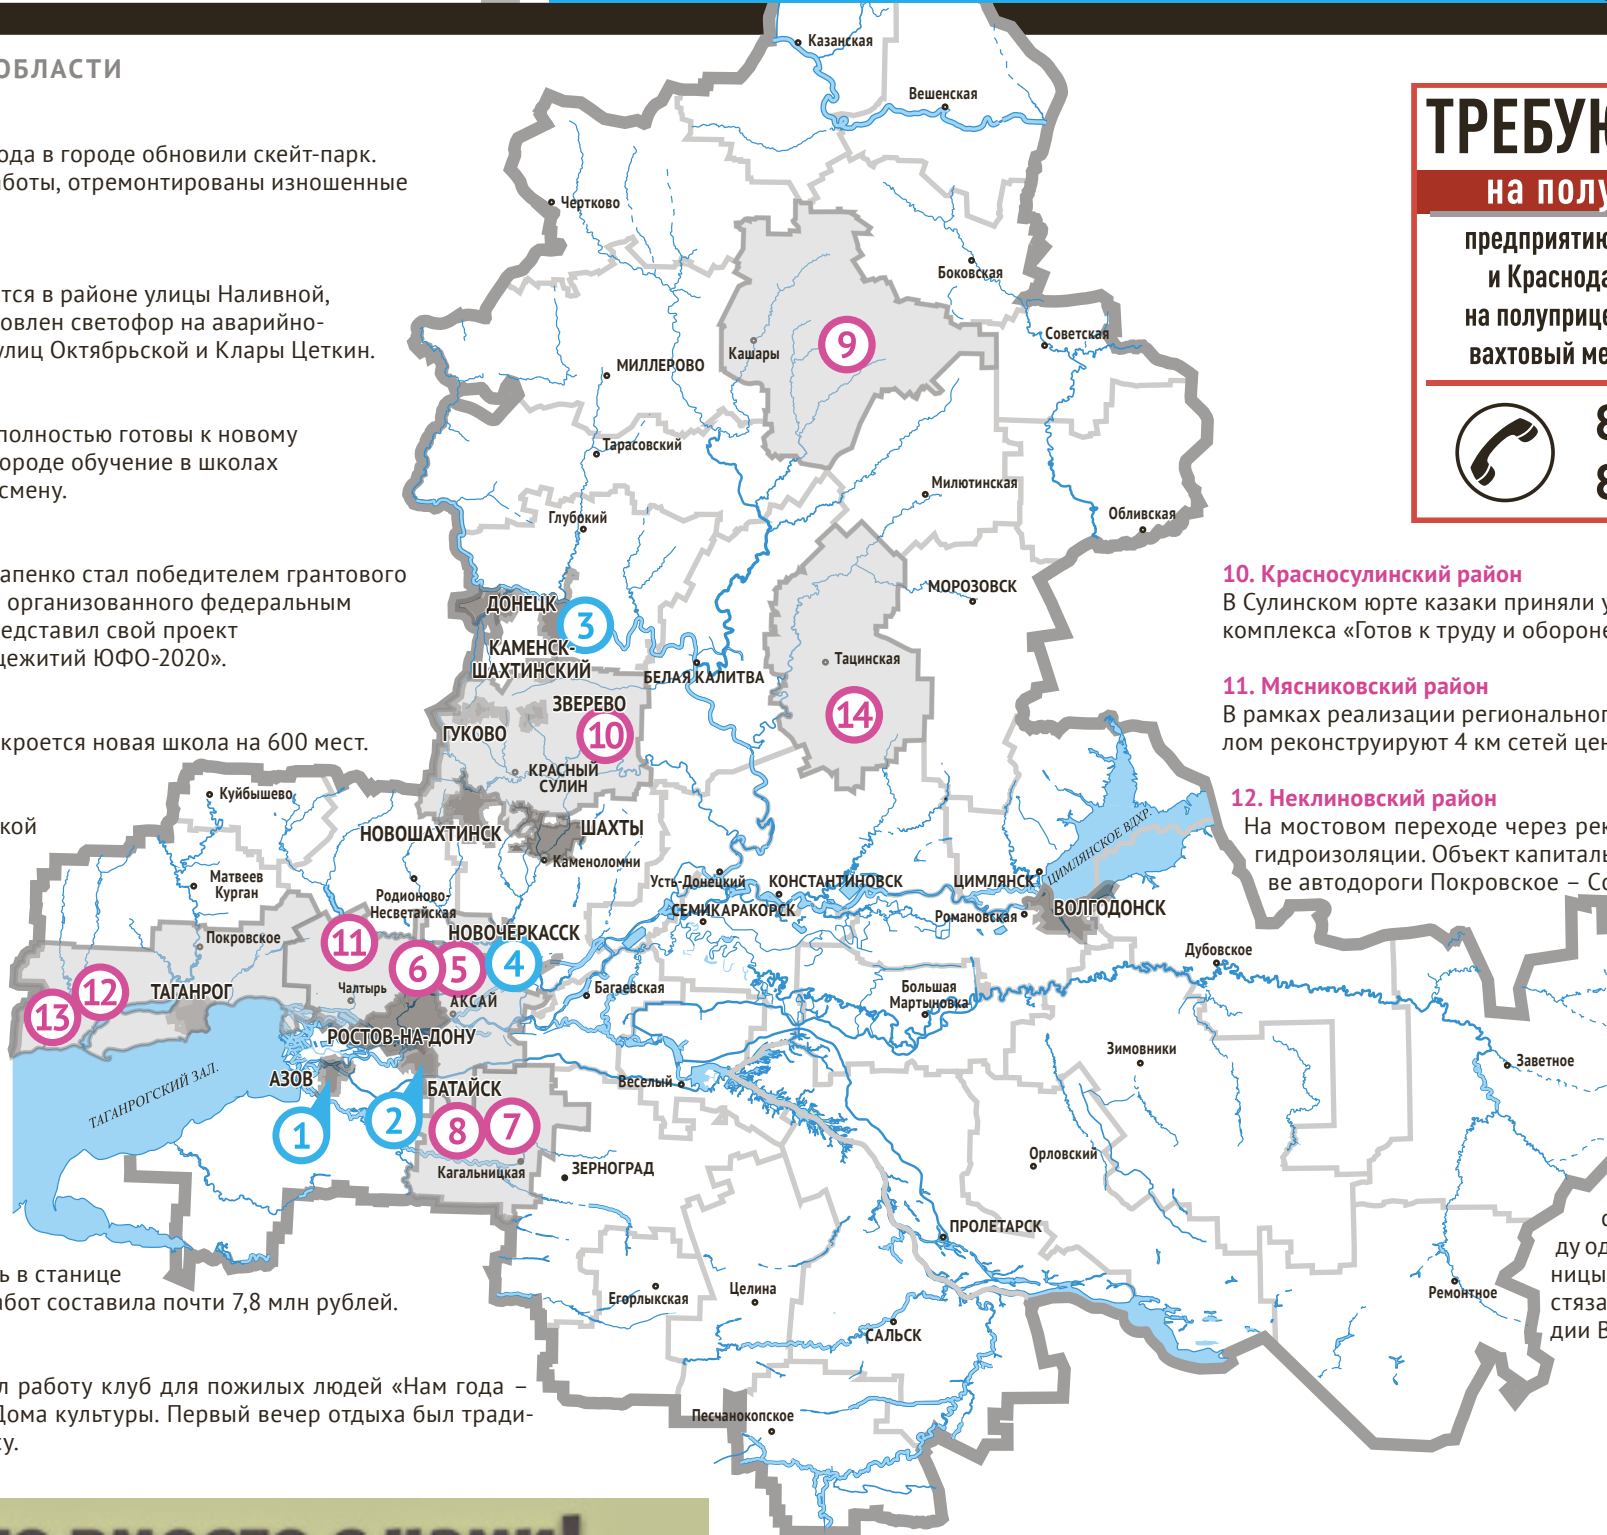 ОБЛАСТИ
ода в городе обновили скейт-парк.
аботы, отремонтированы изношенные
тся в районе улицы Наливной,
овлен светофор на аварийно-
улиц Октябрьской и Клары Цеткин.
полностью готовы к новому
ороде обучение в школах
смену.
апенко стал победителем грантового
организованного федеральным
едставил свой проект
цежитий ЮФО-2020».
кроется новая школа на 600 мест.
кой
ь в станице
абот составила почти 7,8 млн рублей.
л работу клуб для пожилых людей «Нам года –
Дома культуры. Первый вечер отдыха был тради-
су.
Казанская
Вешенская
Чертково
Боковская
Советская
Кашары
9
МИЛЛЕРОВО
Тарасовский
Милютинская
Глубокий
Обливская
МОРОЗОВСК
ДОНЕЦК
3
КАМЕНСК-
ШАХТИНСКИЙ
БЕЛАЯ КАЛИТВА
Тацинская
14
ЗВЕРЕВО
ГУКОВО
10
КРАСНЫЙ
СУЛИН
Куйбышево
НОВОШАХТИНСК
ШАХТЫ
Каменоломни
Матвеев
Курган
Родионово-
Несветайская
Усть-Донецкий
КОНСТАНТИНОВСК
ЦИМЛЯНСК
ЦИМЛЯНСКОЕ ВДХР.
СЕМИКАРАКОРСК
Романовская
ВОЛГОДОНСК
Покровское
11
НОВОЧЕРКАССК
6
5
4
Дубовское
12
13
ТАГАНРОГ
Чалтырь
АКСАЙ
Багаевская
Большая
Мартыновка
РОСТОВ-НА-ДОНУ
Зимовники
Заветное
ТАГАНРОГСКИЙ ЗАЛ.
АЗОВ
БАТАЙСК
Веселый
1
2
8
7
Кагальницкая
ЗЕРНОГРАД
Орловский
ПРОЛЕТАРСК
Егорлыкская
Целина
САЛЬСК
Ремонтное
Песчанокопское
ТРЕБУЮ
на полу
предприятию
и Краснода
на полуприце
вахтовый ме
8
8
10. Красносулинский район
В Сулинском юрте казаки приняли у
комплекса «Готов к труду и обороне
11. Мясниковский район
В рамках реализации регионального
лом реконструируют 4 км сетей цен
12. Неклиновский район
На мостовом переходе через рек
гидроизоляции. Объект капиталь
ве автодороги Покровское – Со
ду од
ницы
стяза
дии В